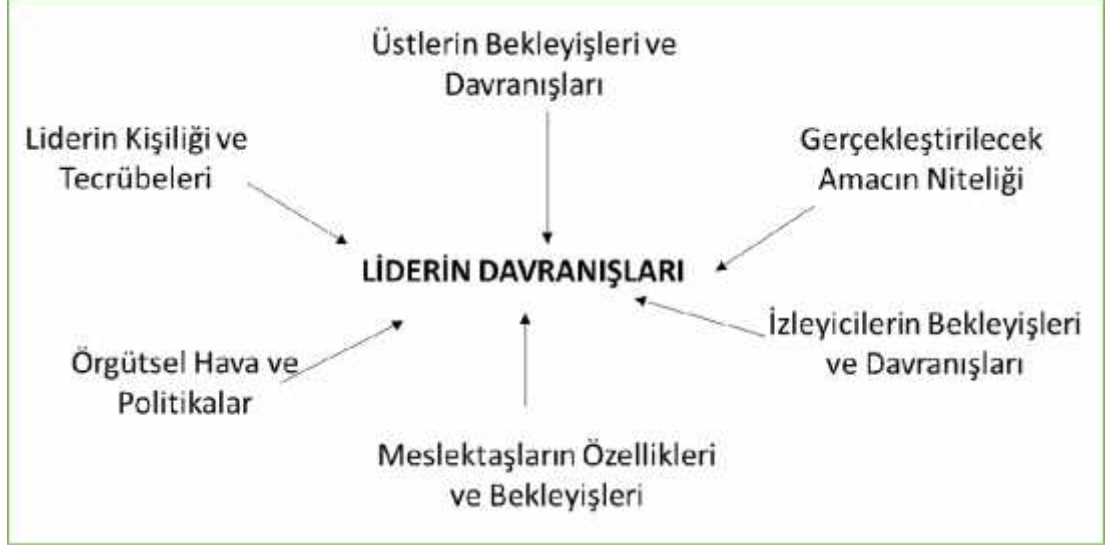 Üstlerin Bekleyişleri ve
Davranışları
Liderin Kişiliği ve
Tecrübeleri
Gerçekleştirilecek
Amacın Niteliği
LİDERİN DAVRANIŞLARI
İzleyicilerin Bekleyişleri
ve Davranışları
Örgütsel Hava ve
Politikalar
Meslektaşların Özellikleri
ve Bekleyişleri